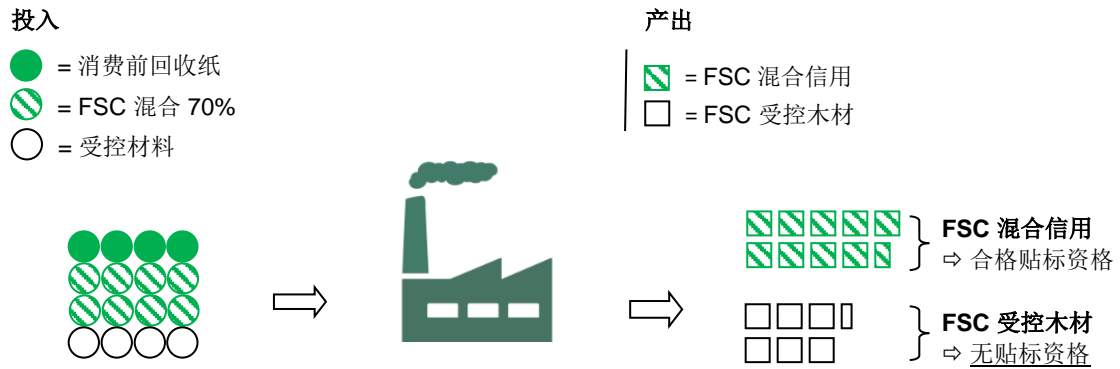 投入
= 消费前回收纸
= FSC 混合 70%
= 受控材料
产出
= FSC 混合信用
= FSC 受控木材
FSC 混合信用
⇨ 合格贴标资格
FSC 受控木材
⇨ 无贴标资格